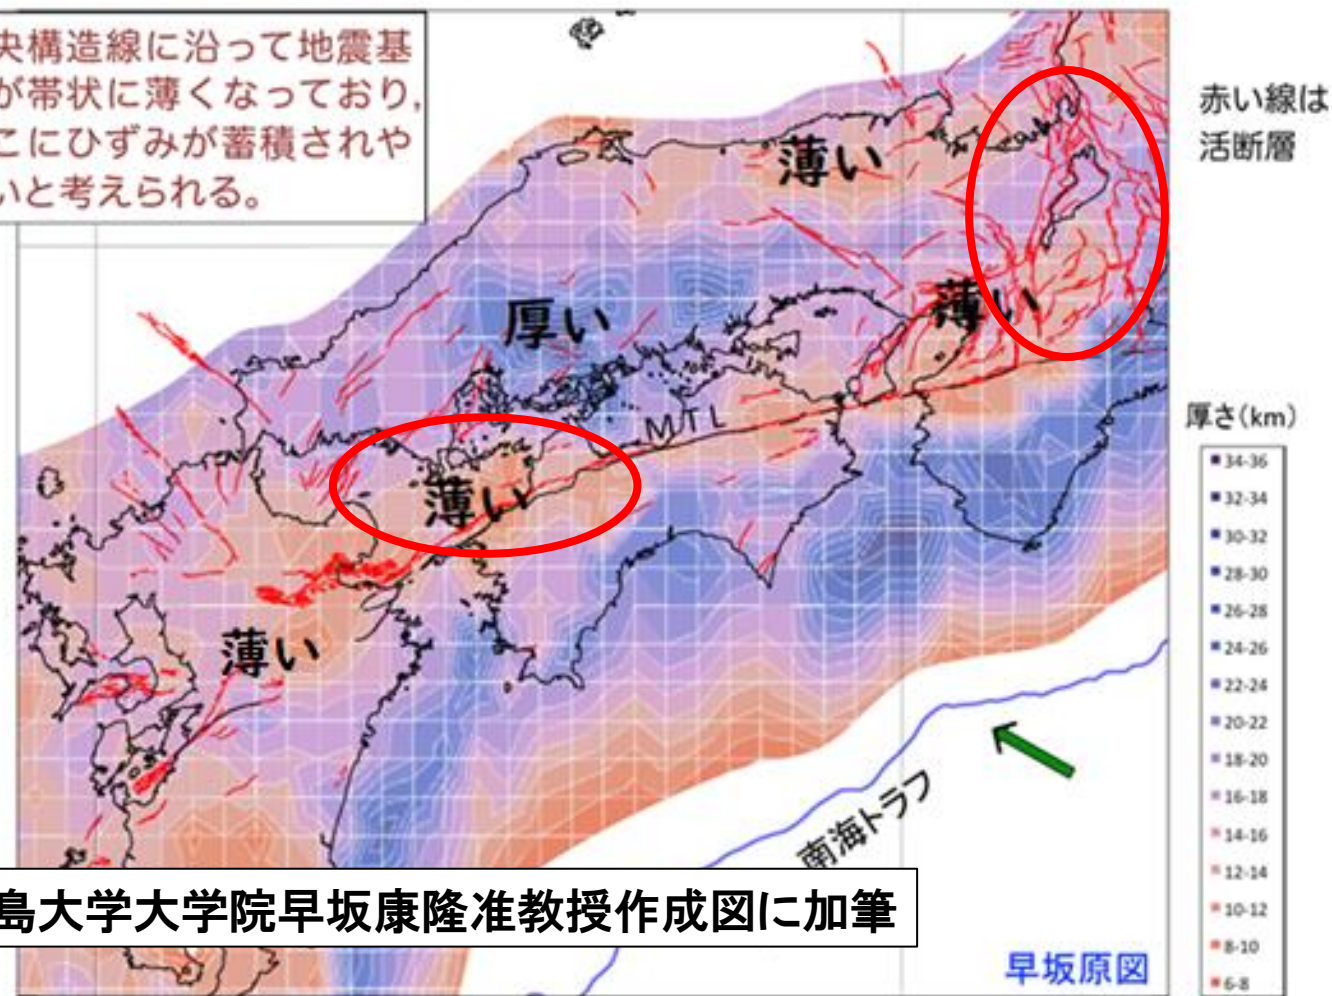 央構造線に沿って地震基
が帯状に薄くなっており,
こにひずみが蓄積されや
いと考えられる。
赤い線は
活断層
薄い
厚い
薄い
MTL
薄い
薄い
厚さ(km)
34-36
32-34
30-32
28-30
26-28
24-26
22-24
20-22
18-20
16-18
14-16
12-14
10-12
8-10
6-8
南海トラフ
島大学大学院早坂康隆准教授作成図に加筆
早坂原図